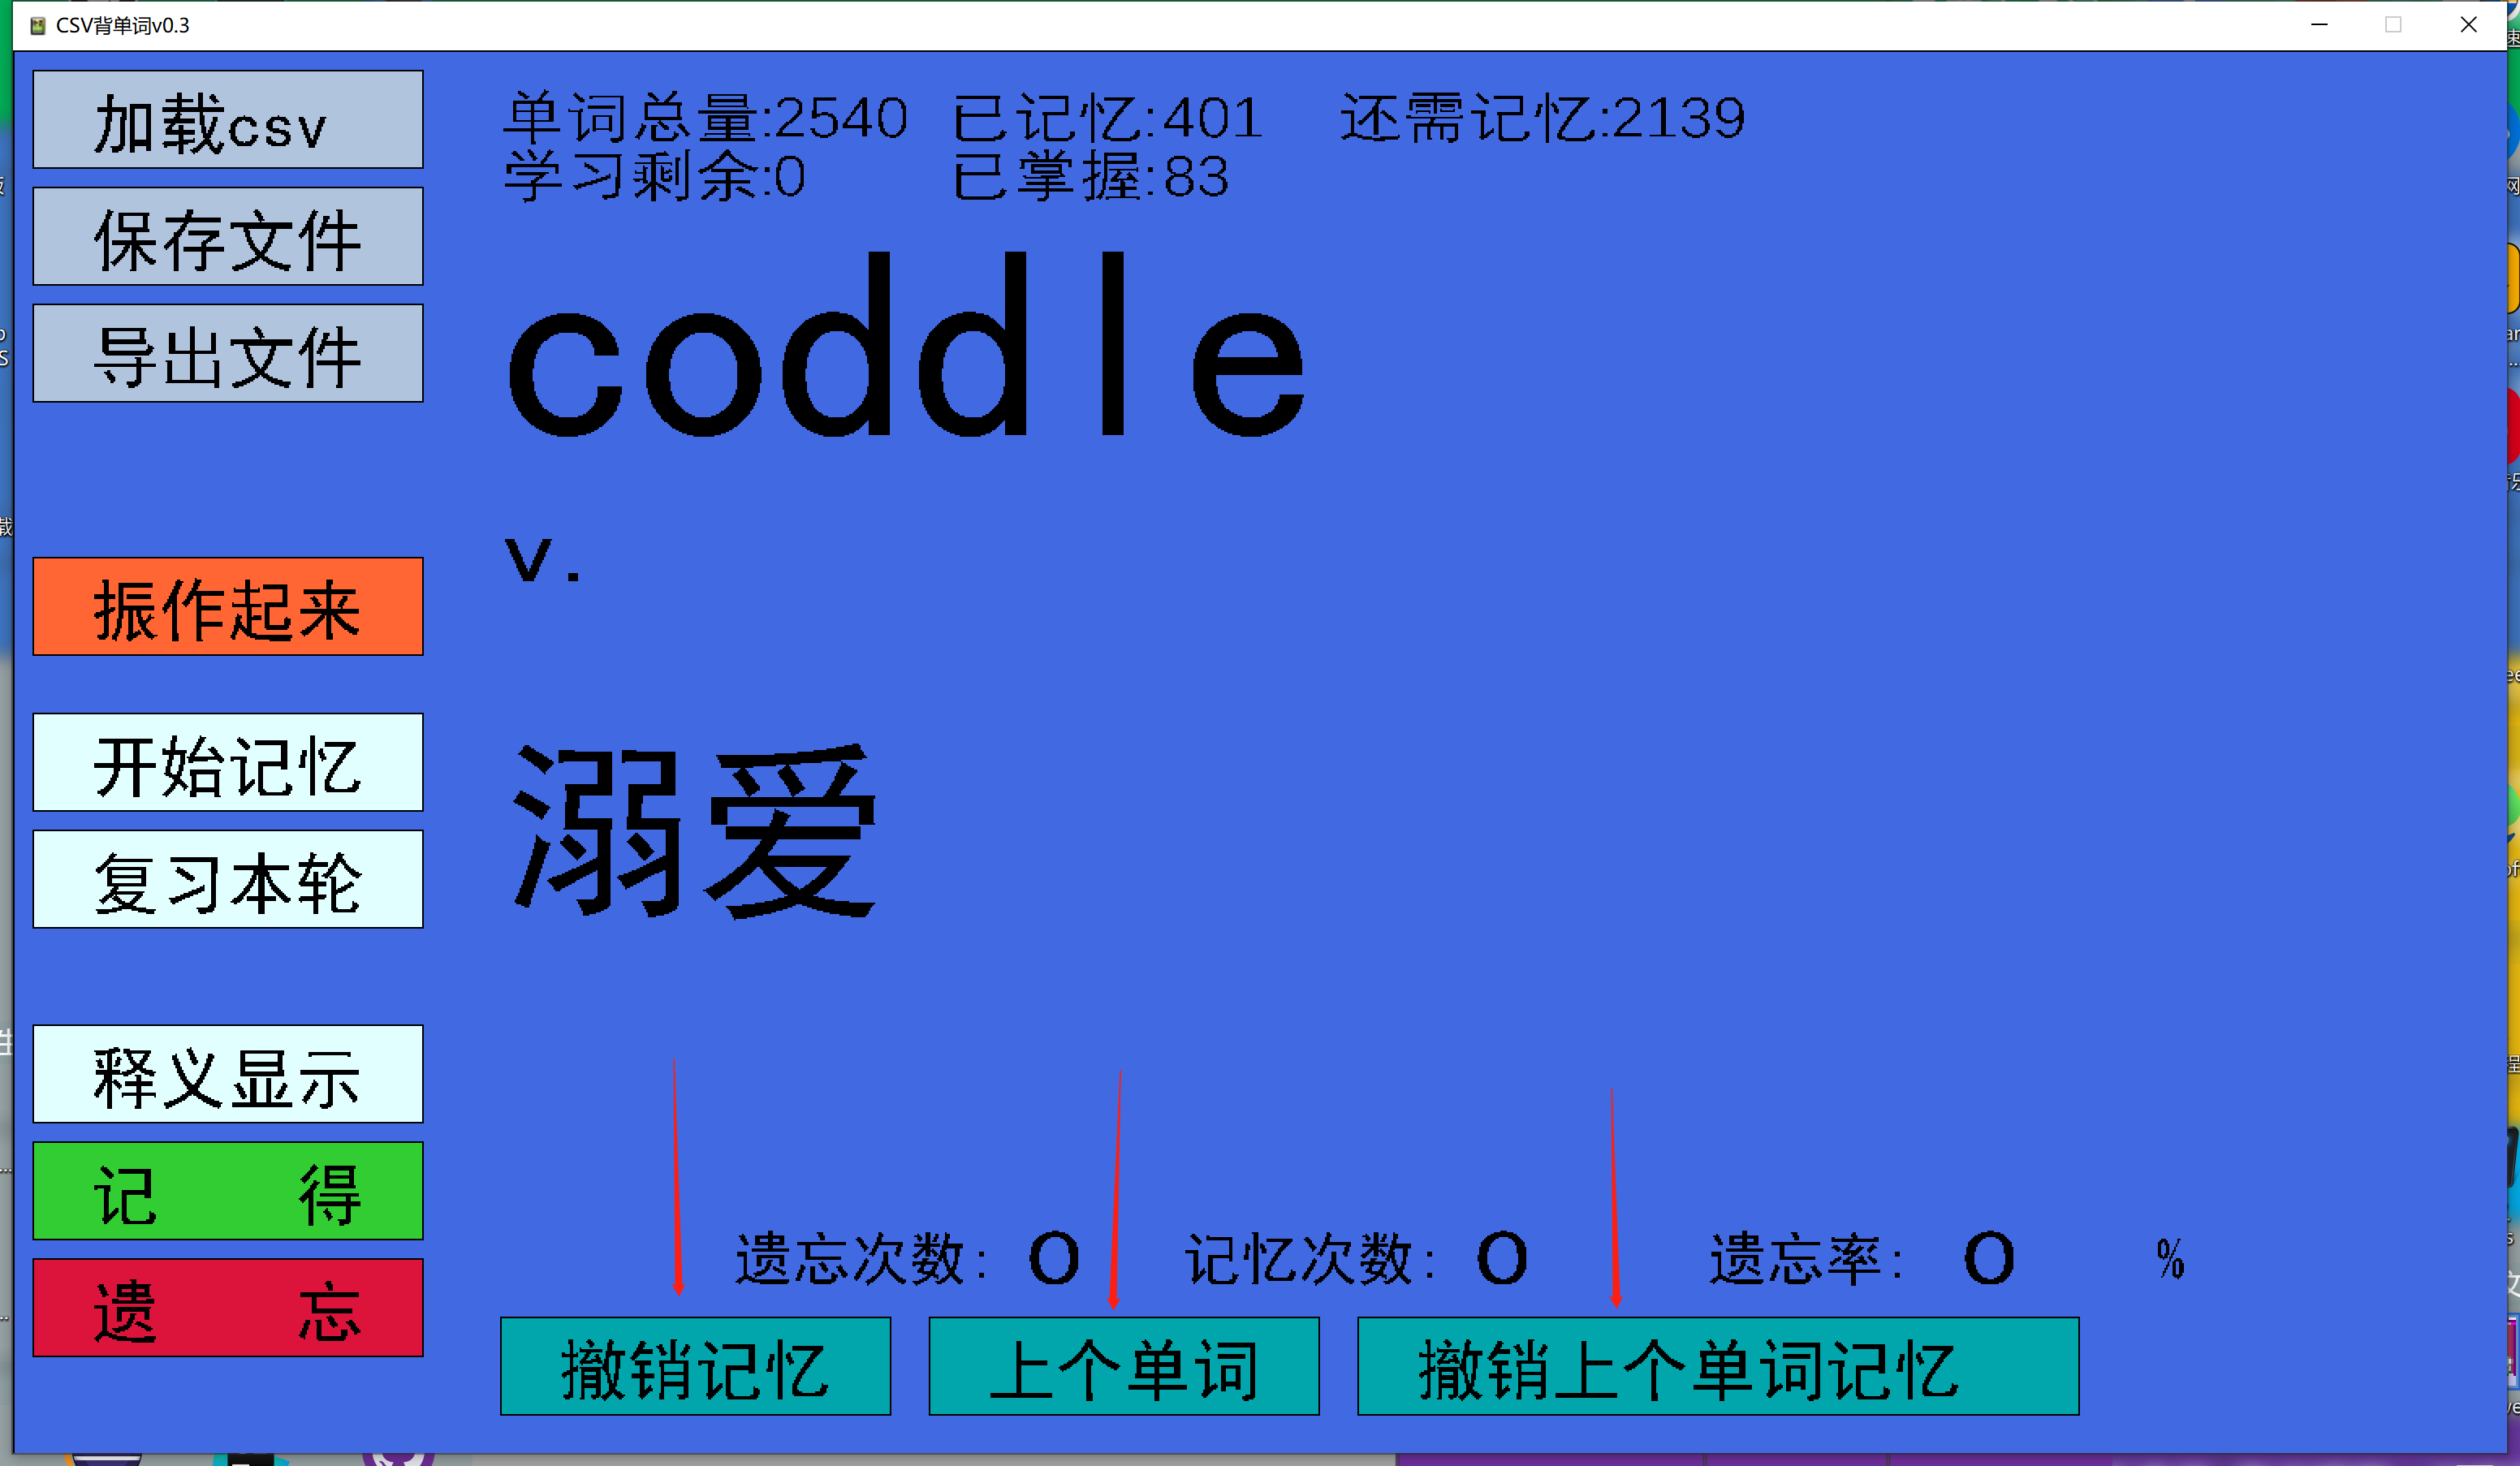 CSV背单词v0.3
加载csv
保存文件
导出文件
振作起来
开始记忆
复习本轮
释义显示
记 得
遗 忘
单词总量:2540 已记忆:401 还需记忆:2139
学习剩余:0 已掌握:83
coddle
v.
溺爱
遗忘次数: 0 记忆次数: 0 遗忘率: 0 %
撤销记忆 上个单词 撤销上个单词记忆